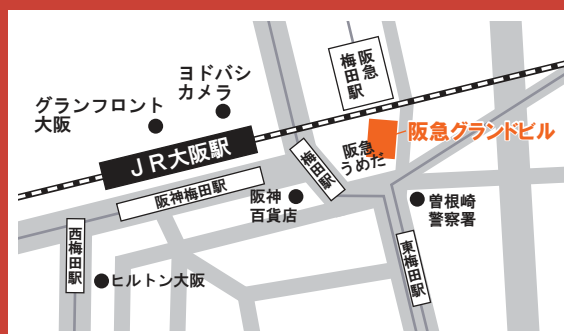 ヨドバシ
カメラ
グランフロント
大阪
阪急
梅田駅
阪急グランドビル
JR大阪駅
阪急
うめだ
梅田駅
阪神梅田駅
阪神
百貨店
曽根崎
警察署
西梅田駅
ヒルトン大阪
東梅田駅